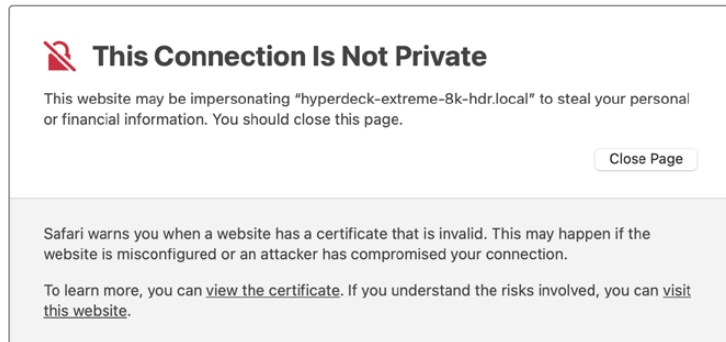 This Connection Is Not Private
This website may be impersonating “hyperdeck-extreme-8k-hdr.local” to steal your personal
or financial information. You should close this page.
Close Page
Safari warns you when a website has a certificate that is invalid. This may happen if the
website is misconfigured or an attacker has compromised your connection.
To learn more, you can view the certificate. If you understand the risks involved, you can visit
this website.